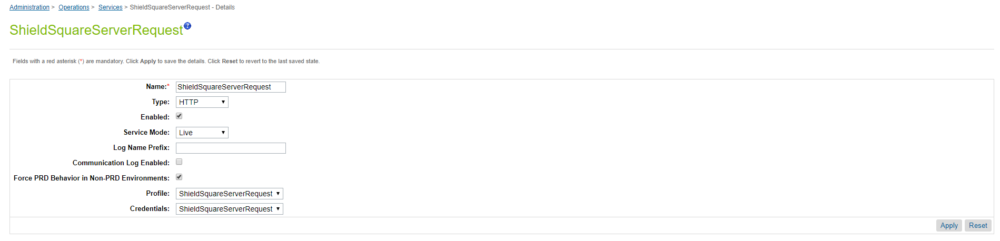 Administration > Operations > Services > ShieldSquareServerRequest - Details
ShieldSquareServerRequest ?
Fields with a red asterisk (*) are mandatory. Click Apply to save the details. Click Reset to revert to the last saved state.
Name:* ShieldSquareServerRequest
Type: HTTP
Enabled:
Service Mode: Live
Log Name Prefix:
Communication Log Enabled:
Force PRD Behavior in Non-PRD Environments:
Profile: ShieldSquareServerRequest
Credentials: ShieldSquareServerRequest
Apply Reset